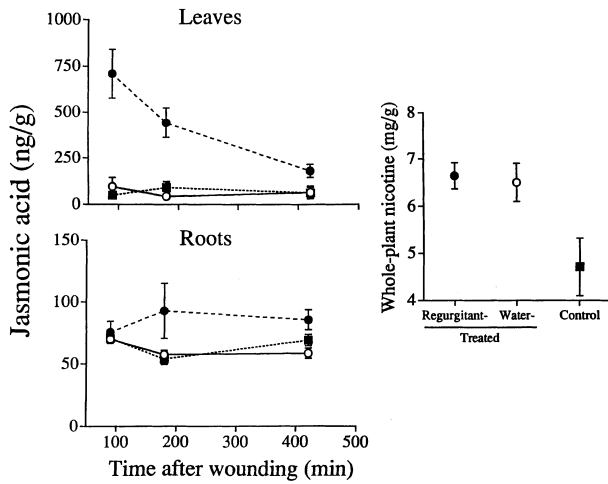 Leaves
1000
750
500
250
0
Jasmonic acid (ng/g)
Roots
150
100
50
0
100 200 300 400 500
Time after wounding (min)
Whole-plant nicotine (mg/g)
8
7
6
5
4
Regurgitant- Water- Control
Treated